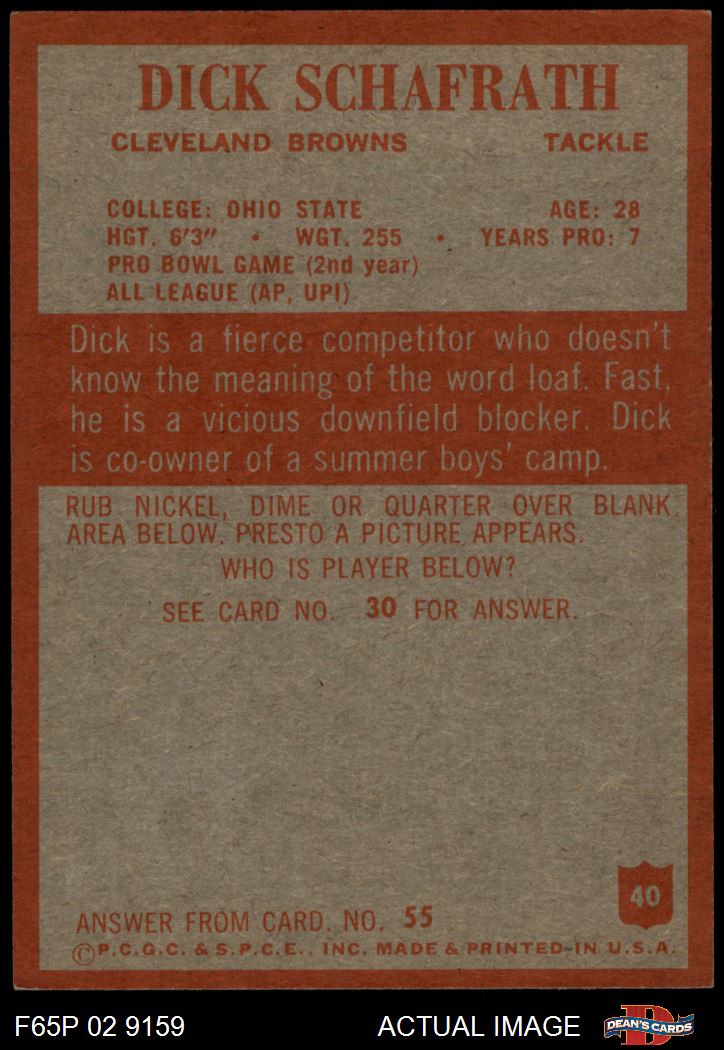 DICK SCHAFRATH
CLEVELAND BROWNS TACKLE
COLLEGE: OHIO STATE AGE: 28
HGT. 6'3" • WGT. 255 • YEARS PRO: 7
PRO BOWL GAME (2nd year)
ALL LEAGUE (AP, UPI)
Dick is a fierce competitor who doesn't
know the meaning of the word loaf. Fast,
he is a vicious downfield blocker. Dick
is co-owner of a summer boys' camp.
RUB NICKEL, DIME OR QUARTER OVER BLANK
AREA BELOW. PRESTO A PICTURE APPEARS.
WHO IS PLAYER BELOW?
SEE CARD NO. 30 FOR ANSWER.
40
ANSWER FROM CARD. NO. 55
©P.C.G.C. & S.P.C.E., INC. MADE & PRINTED IN U.S.A.
F65P 02 9159 ACTUAL IMAGE D DEAN'S CARDS